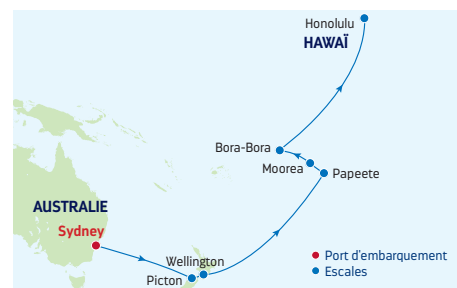 Honolulu
HAWAÏ
Bora-Bora
Moorea
Papeete
AUSTRALIE
Sydney
Wellington
Picton
Port d'embarquement
Escales